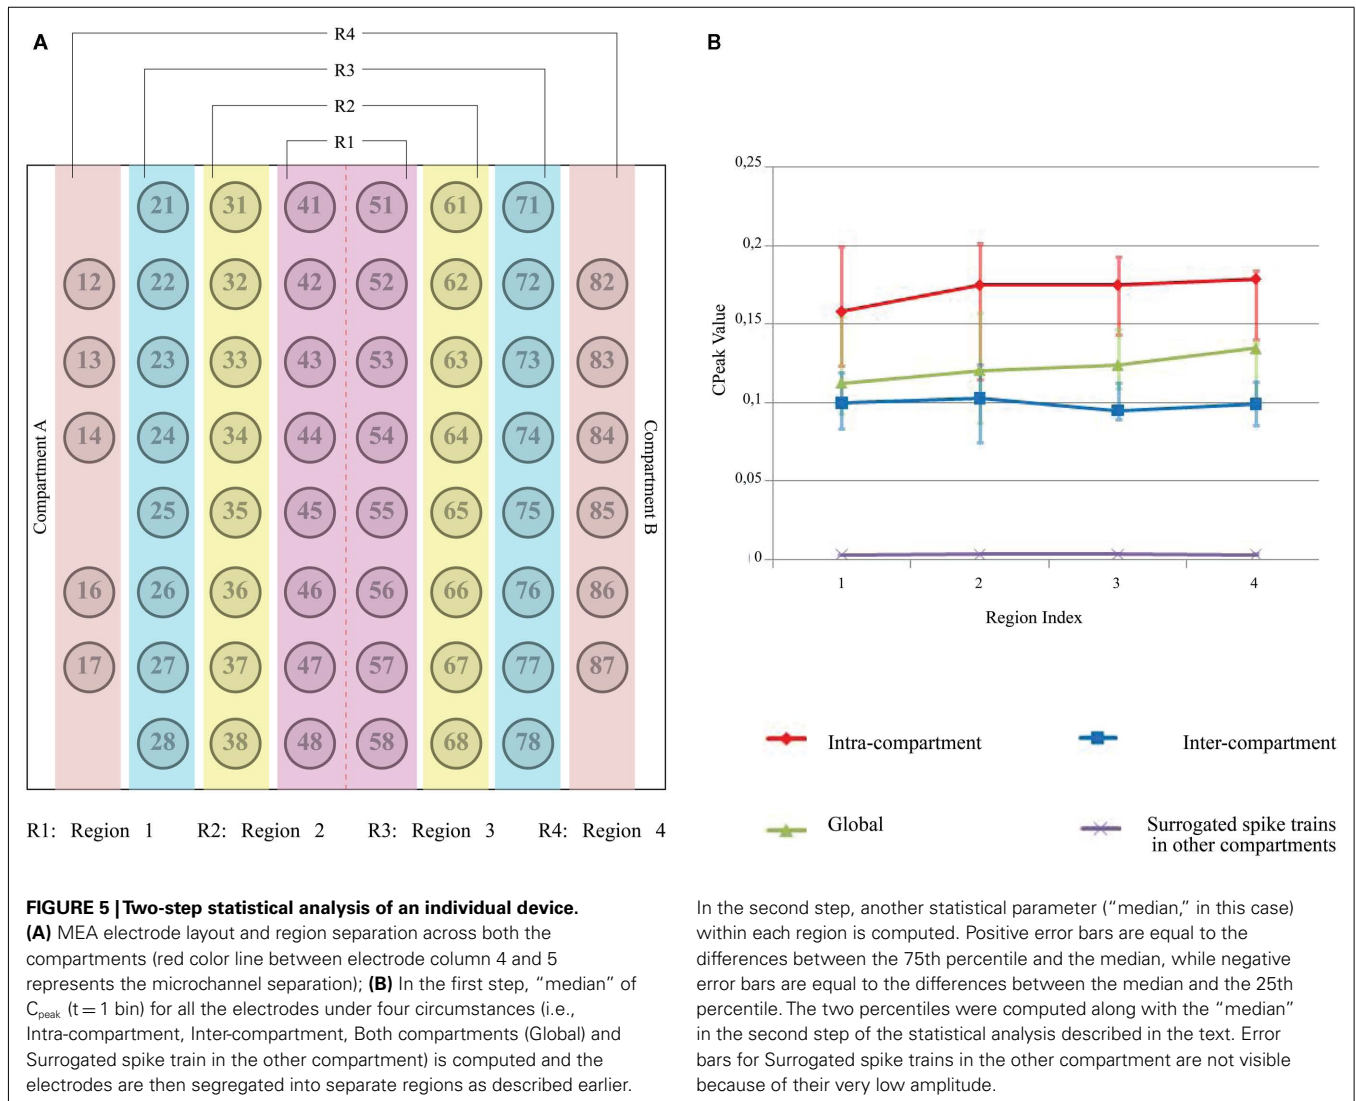 A
R4
R3
R2
R1
21 31 41 51 61 71
12 22 32 42 52 62 72 82
13 23 33 43 53 63 73 83
14 24 34 44 54 64 74 84
25 35 45 55 65 75 85
16 26 36 46 56 66 76 86
17 27 37 47 57 67 77 87
28 38 48 58 68 78
Compartment A
Compartment B
R1: Region 1 R2: Region 2 R3: Region 3 R4: Region 4
B
0,25
0,2
0,15
0,1
0,05
0
CPeak Value
1 2 3 4
Region Index
Intra-compartment
Inter-compartment
Global
Surrogated spike trains
in other compartments
FIGURE 5 | Two-step statistical analysis of an individual device.
(A) MEA electrode layout and region separation across both the
compartments (red color line between electrode column 4 and 5
represents the microchannel separation); (B) In the first step, “median” of
Cpeak (t = 1 bin) for all the electrodes under four circumstances (i.e.,
Intra-compartment, Inter-compartment, Both compartments (Global) and
Surrogated spike train in the other compartment) is computed and the
electrodes are then segregated into separate regions as described earlier.
In the second step, another statistical parameter (“median,” in this case)
within each region is computed. Positive error bars are equal to the
differences between the 75th percentile and the median, while negative
error bars are equal to the differences between the median and the 25th
percentile. The two percentiles were computed along with the “median”
in the second step of the statistical analysis described in the text. Error
bars for Surrogated spike trains in the other compartment are not visible
because of their very low amplitude.